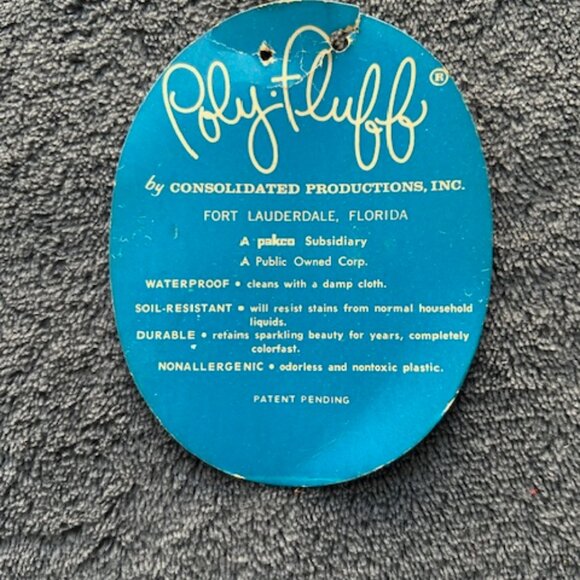 Poly-Fluff®
by CONSOLIDATED PRODUCTIONS, INC.
FORT LAUDERDALE, FLORIDA
A pakco Subsidiary
A Public Owned Corp.
WATERPROOF • cleans with a damp cloth.
SOIL-RESISTANT • will resist stains from normal household
liquids.
DURABLE • retains sparkling beauty for years, completely
colorfast.
NONALLERGENIC • odorless and nontoxic plastic.
PATENT PENDING